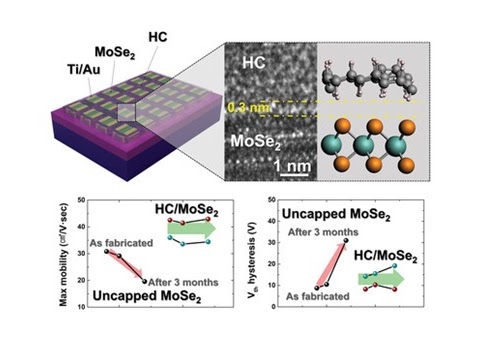 HC
MoSe₂
Ti/Au
HC
0.3 nm
MoSe₂
1 nm
50
40
30
20
10
Max mobility (㎠/V·sec)
HC/MoSe₂
As fabricated
After 3 months
Uncapped MoSe₂
40
30
20
10
0
Vth hysteresis (V)
Uncapped MoSe₂
After 3 months
HC/MoSe₂
As fabricated